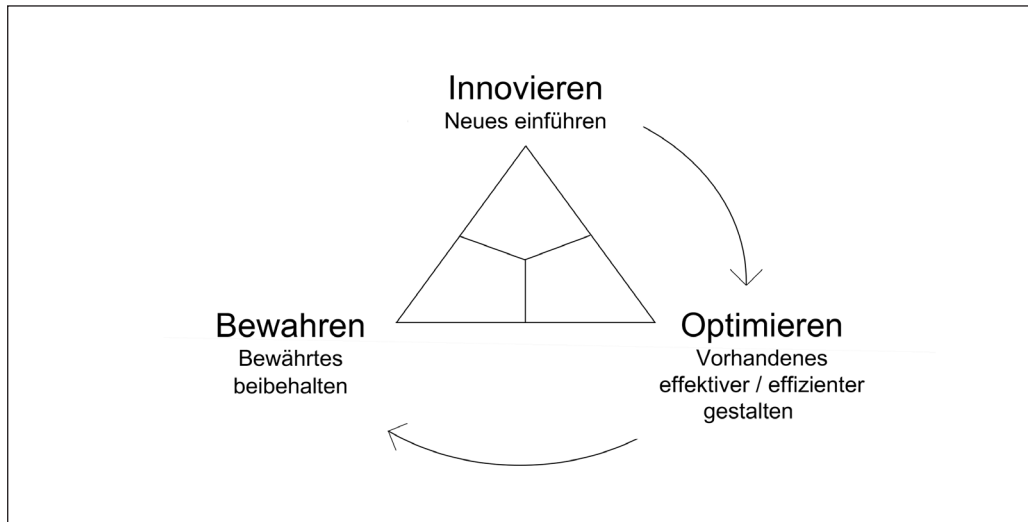 Innovieren
Neues einführen
Bewahren
Bewährtes
beibehalten
Optimieren
Vorhandenes
effektiver / effizienter
gestalten